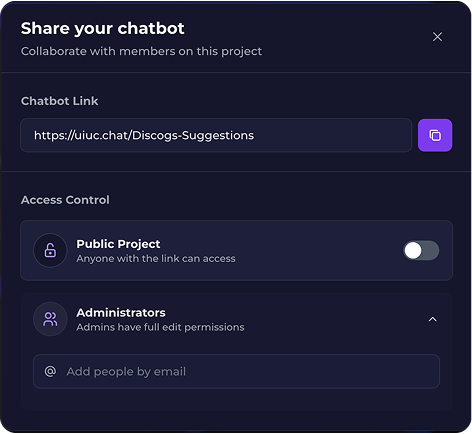 Share your chatbot
Collaborate with members on this project
Chatbot Link
https://uiuc.chat/Discogs-Suggestions
Access Control
Public Project
Anyone with the link can access
Administrators
Admins have full edit permissions
@ Add people by email